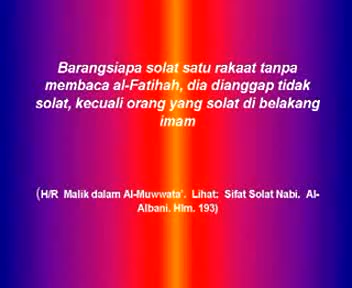 Barangsiapa solat satu rakaat tanpa
membaca al-Fatihah, dia dianggap tidak
solat, kecuali orang yang solat di belakang
imam
(H/R Malik dalam Al-Muwwata'. Lihat: Sifat Solat Nabi. Al-
Albani. Hlm. 193)